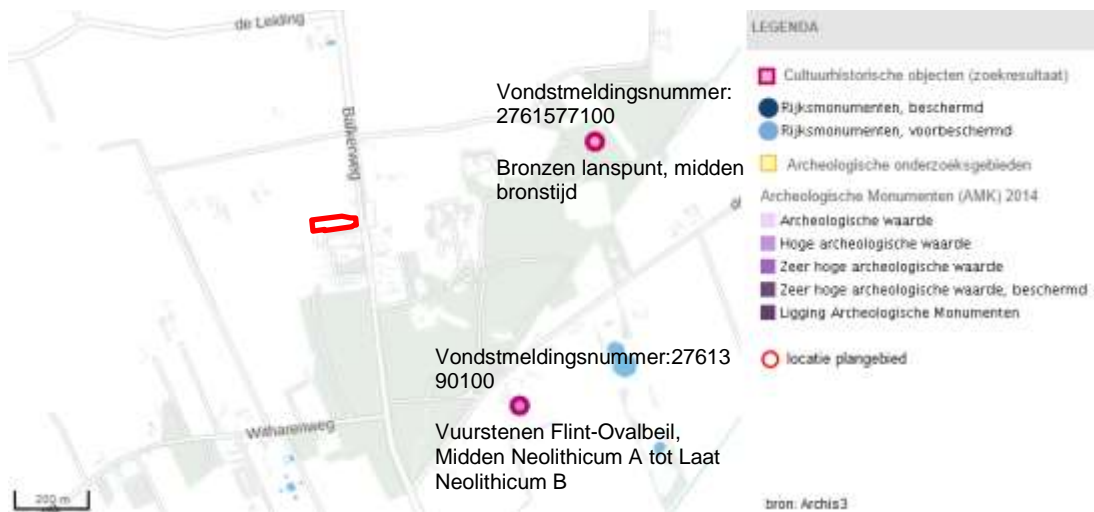 de Leiding
Balkerweg
Vondstmeldingsnummer:
2761577100
Bronzen lanspunt, midden
bronstijd
Vondstmeldingsnummer:27613
90100
Witharenweg
Vuurstenen Flint-Ovalbeil,
Midden Neolithicum A tot Laat
Neolithicum B
200 m
LEGENDA
Cultuurhistorische objecten (zoekresultaat)
Rijksmonumenten, beschermd
Rijksmonumenten, voorbeschermd
Archeologische onderzoeksgebieden
Archeologische Monumenten (AMK) 2014
Archeologische waarde
Hoge archeologische waarde
Zeer hoge archeologische waarde
Zeer hoge archeologische waarde, beschermd
Ligging Archeologische Monumenten
locatie plangebied
bron: Archis3